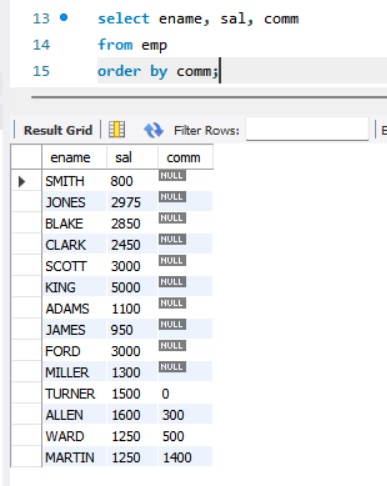 13 select ename, sal, comm
14 from emp
15 order by comm;
Result Grid Filter Rows: E
ename sal comm
SMITH 800 NULL
JONES 2975 NULL
BLAKE 2850 NULL
CLARK 2450 NULL
SCOTT 3000 NULL
KING 5000 NULL
ADAMS 1100 NULL
JAMES 950 NULL
FORD 3000 NULL
MILLER 1300 NULL
TURNER 1500 0
ALLEN 1600 300
WARD 1250 500
MARTIN 1250 1400